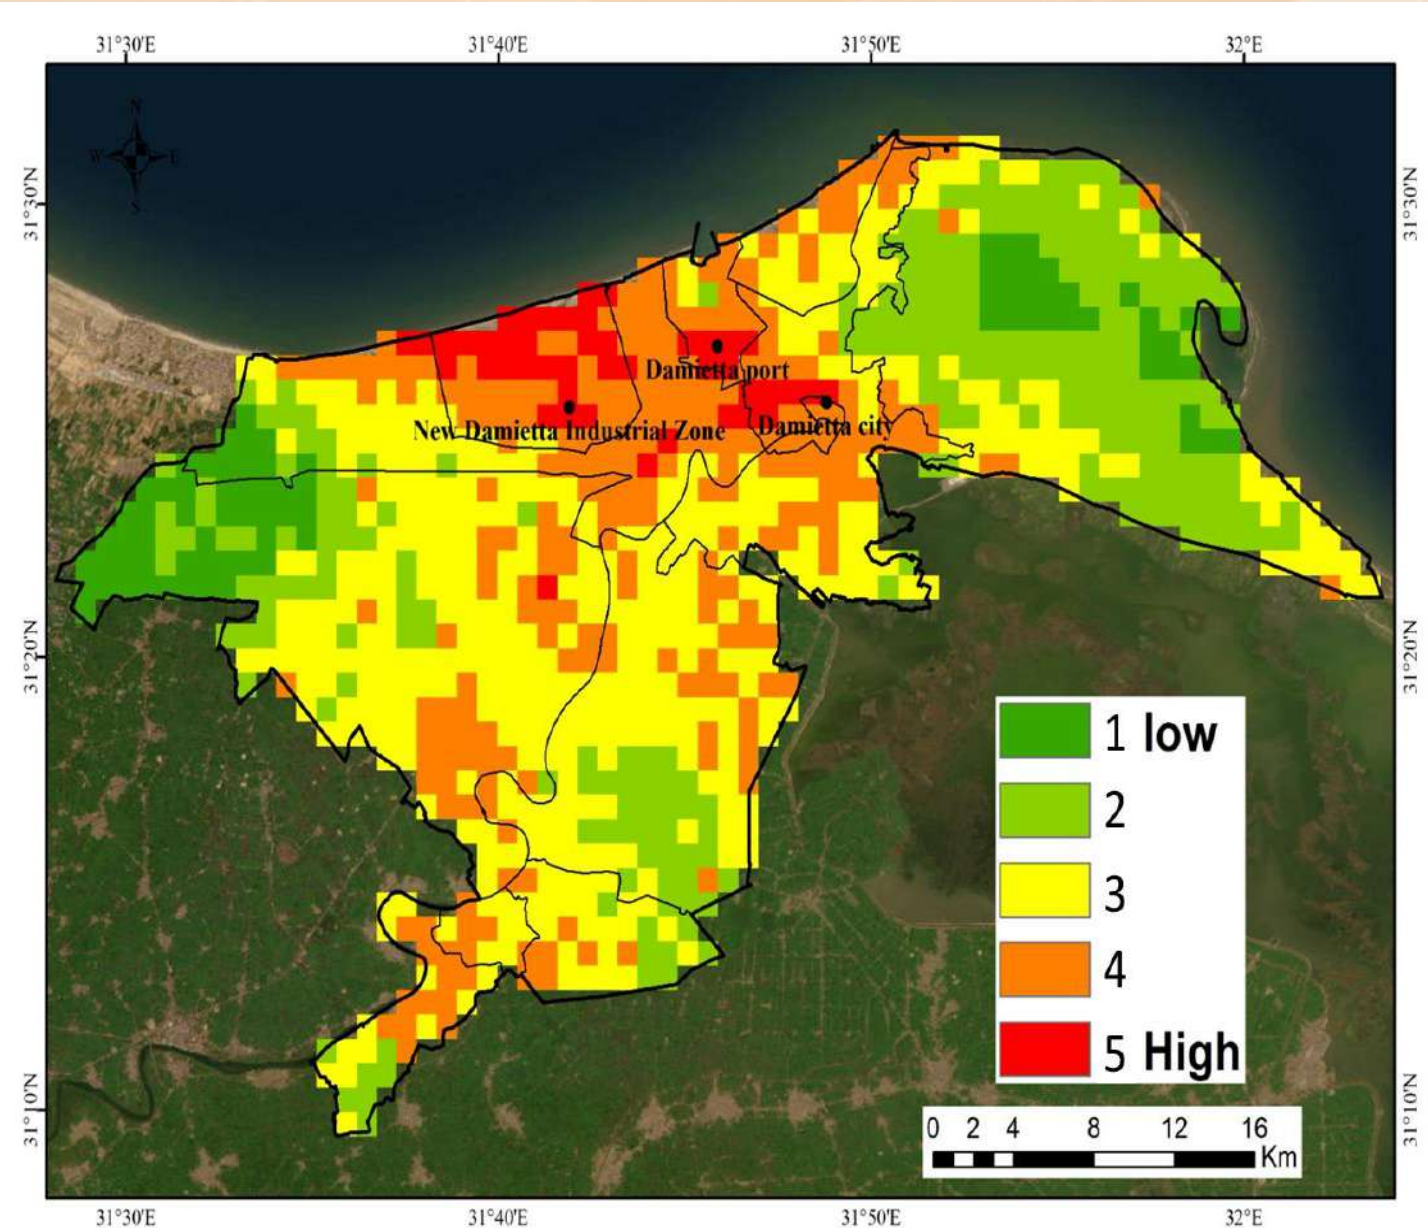 31°30'E 31°40'E 31°50'E 32°E
N
W E
S
31°30'N 31°30'N
Damietta port
New Damietta Industrial Zone
Damietta city
31°20'N 31°20'N
1 low
2
3
4
5 High
31°10'N 31°10'N
0 2 4 8 12 16
Km
31°30'E 31°40'E 31°50'E 32°E